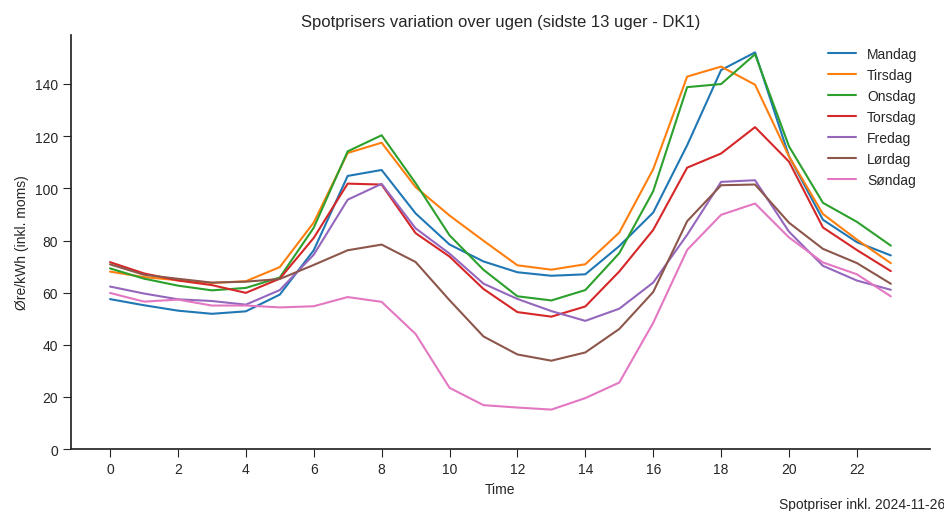 Spotprisers variation over ugen (sidste 13 uger - DK1)
Mandag
Tirsdag
Onsdag
Torsdag
Fredag
Lørdag
Søndag
Øre/kWh (inkl. moms)
140
120
100
80
60
40
20
0
0 2 4 6 8 10 12 14 16 18 20 22
Time
Spotpriser inkl. 2024-11-26